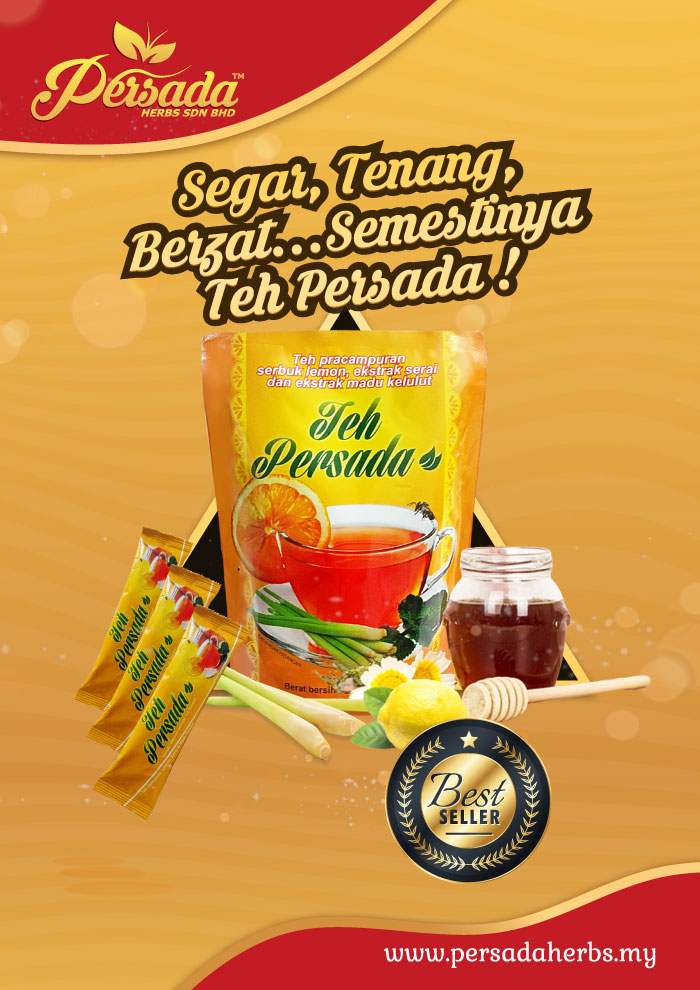 Persada™
HERBS SDN BHD
Segar, Tenang,
Berzat...Semestinya
Teh Persada !
Teh pracampuran
serbuk lemon, ekstrak serai
dan ekstrak madu kelulut
Teh
Persada
Berat bersih
Teh
Persada
Teh
Persada
Teh
Persada
Best
SELLER
www.persadaherbs.my